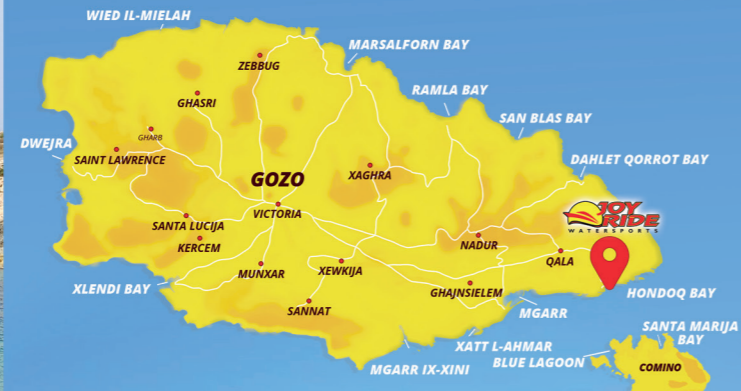 WIED IL-MIELAH
MARSALFORN BAY
ZEBBUG
RAMLA BAY
GHASRI
SAN BLAS BAY
GHARB
DWEJRA
SAINT LAWRENCE
DAHLET QORROT BAY
GOZO
XAGHRA
JOY
RIDE
WATERSPORTS
VICTORIA
SANTA LUCIJA
KERCEM
NADUR
QALA
MUNXAR
XEWKIJA
XLENDI BAY
GHAJNSIELEM
HONDOQ BAY
SANNAT
MGARR
SANTA MARIJA
BAY
XATT L-AHMAR
BLUE LAGOON
MGARR IX-XINI
COMINO